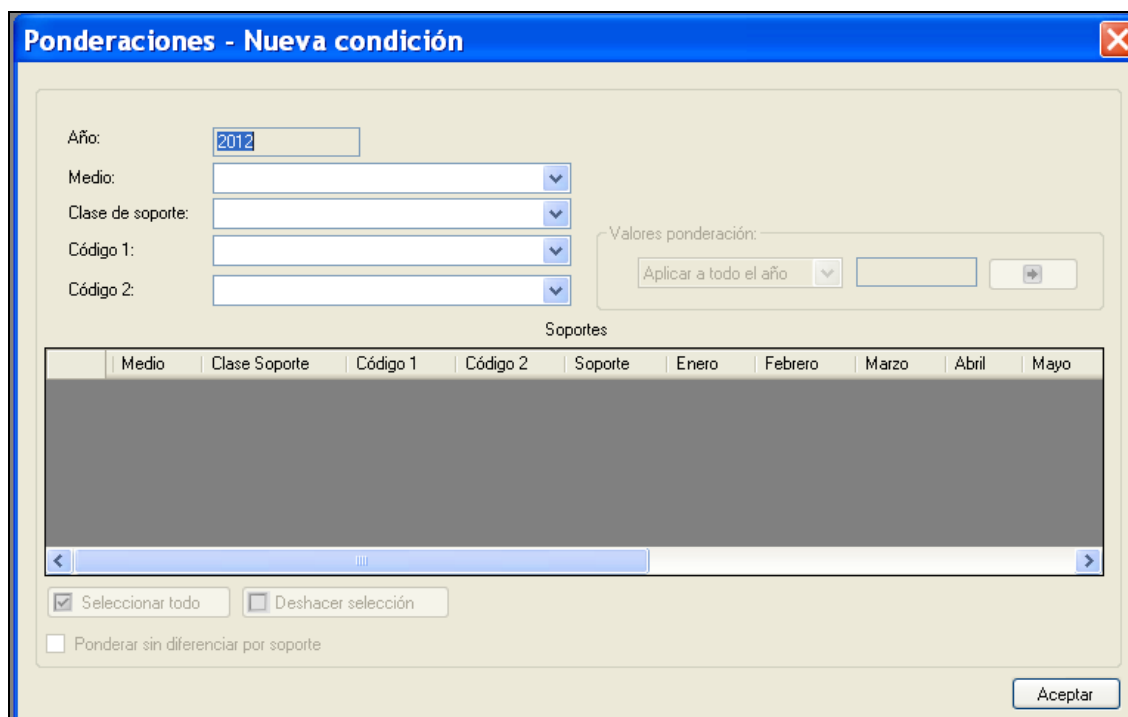 Ponderaciones - Nueva condición
Año: 2012
Medio:
Clase de soporte:
Código 1:
Código 2:
Valores ponderación:
Aplicar a todo el año
Soportes
Medio Clase Soporte Código 1 Código 2 Soporte Enero Febrero Marzo Abril Mayo
Seleccionar todo Deshacer selección
Ponderar sin diferenciar por soporte
Aceptar